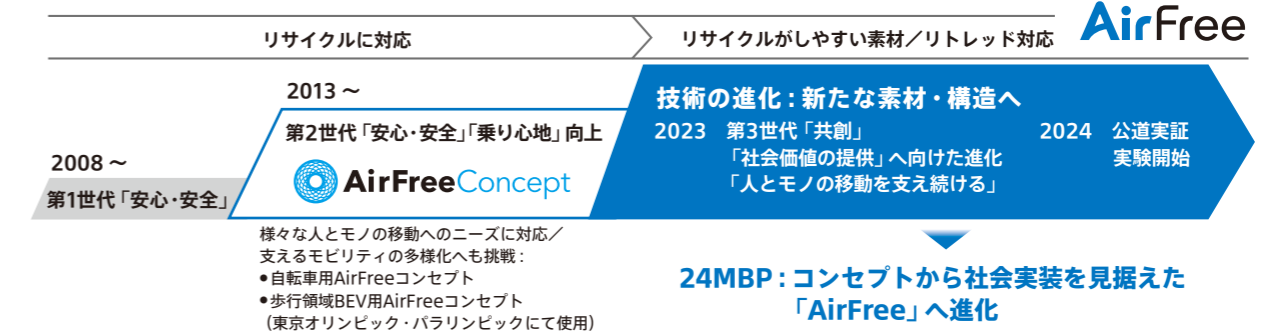 リサイクルに対応
リサイクルがしやすい素材／リトレッド対応
AirFree
2008～
第1世代「安心・安全」
2013～
第2世代「安心・安全」「乗り心地」向上
AirFreeConcept
様々な人とモノの移動へのニーズに対応／
支えるモビリティの多様化へも挑戦：
●自転車用AirFreeコンセプト
●歩行領域BEV用AirFreeコンセプト
（東京オリンピック・パラリンピックにて使用）
技術の進化：新たな素材・構造へ
2023 第3世代「共創」
「社会価値の提供」へ向けた進化
「人とモノの移動を支え続ける」
2024 公道実証
実験開始
24MBP：コンセプトから社会実装を見据えた
「AirFree」へ進化